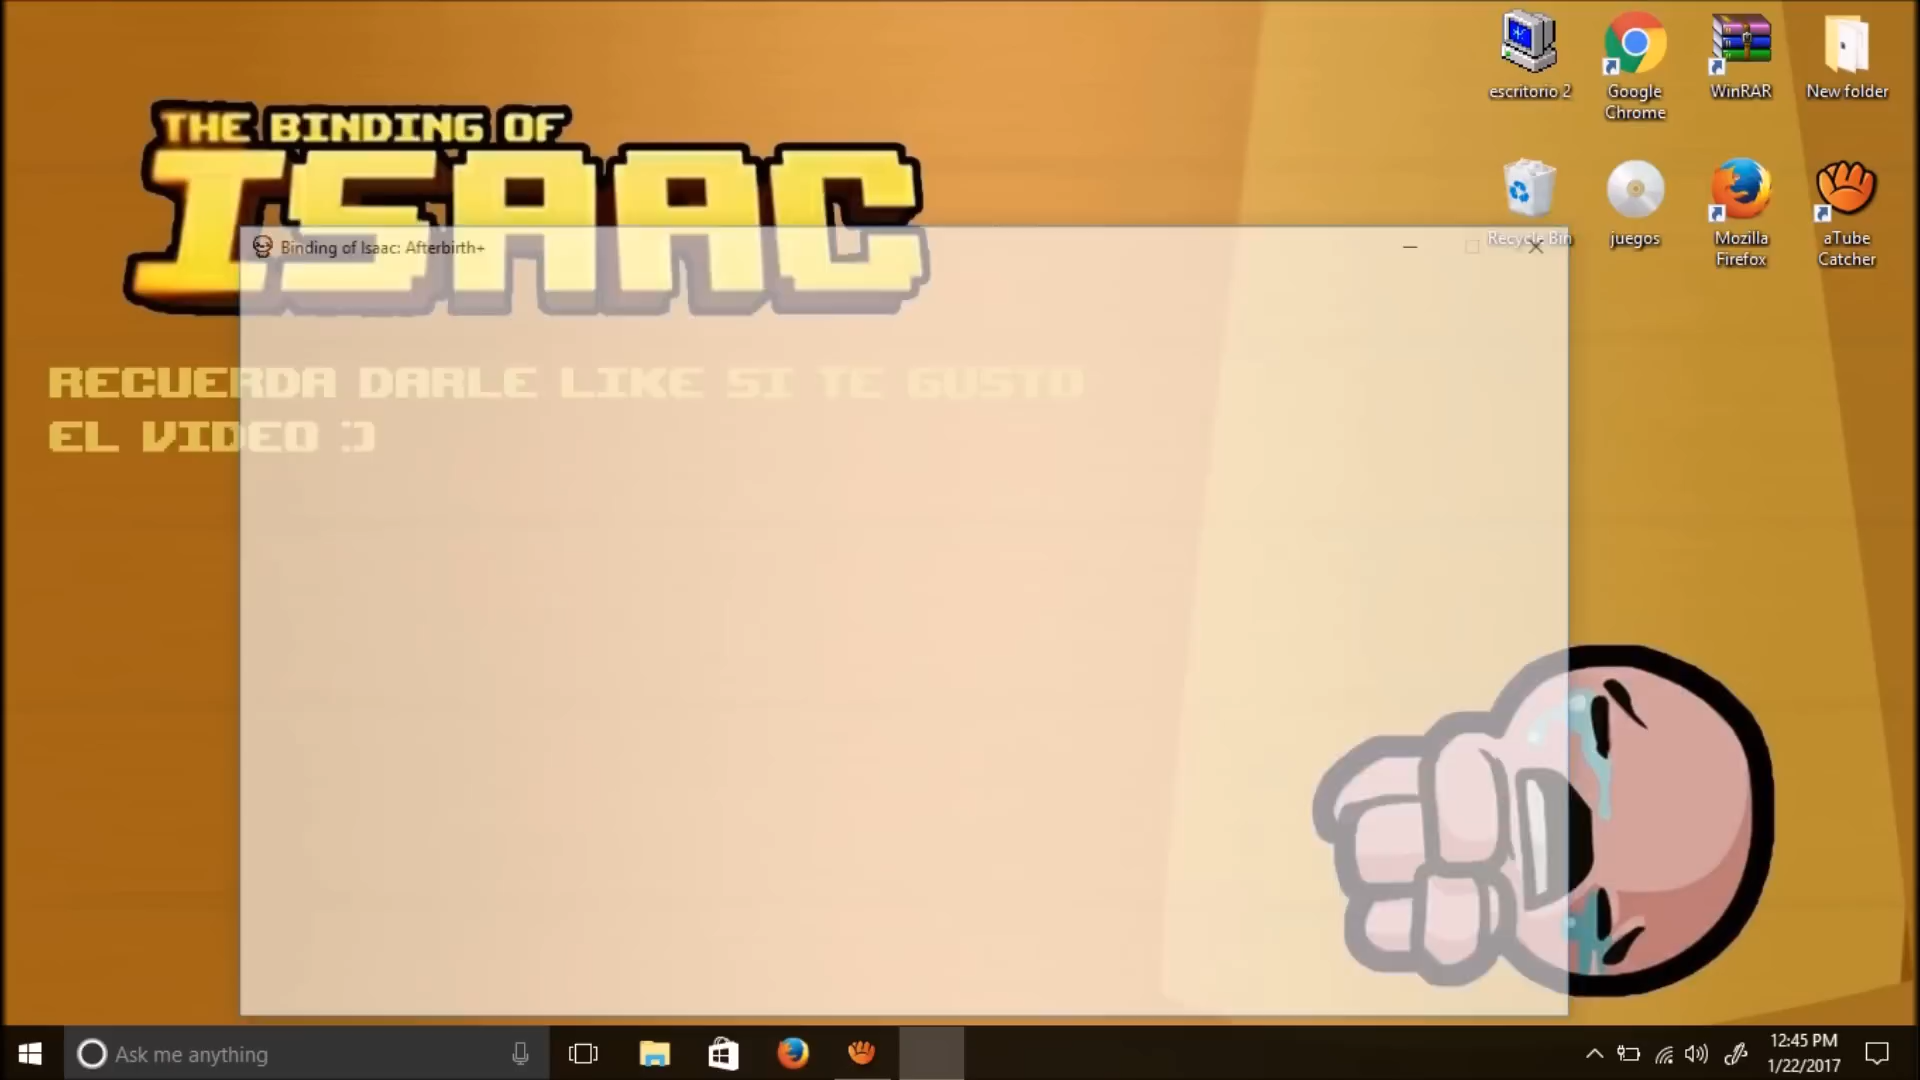 THE BINDING OF
ISAAC
Binding of Isaac: Afterbirth+
RECUERDA DARLE LIKE SI TE GUSTO
EL VIDEO :)
escritorio 2
Google
Chrome
WinRAR
New folder
Recycle Bin
juegos
Mozilla
Firefox
aTube
Catcher
Ask me anything
12:45 PM
1/22/2017